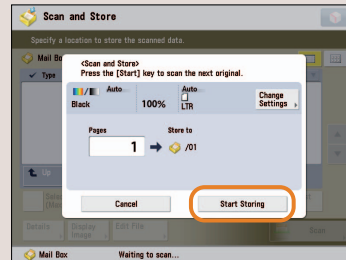 Scan and Store
Specify a location to store the scanned data.
Mail Bo
Type
<Scan and Store>
Press the [Start] key to scan the next original.
Auto
Auto
Black
100%
LTR
Change
Settings
Pages
Store to
1
/01
Up
Cancel
Start Storing
Details
Display
Image
Edit File
Scan
Mail Box
Waiting to scan...